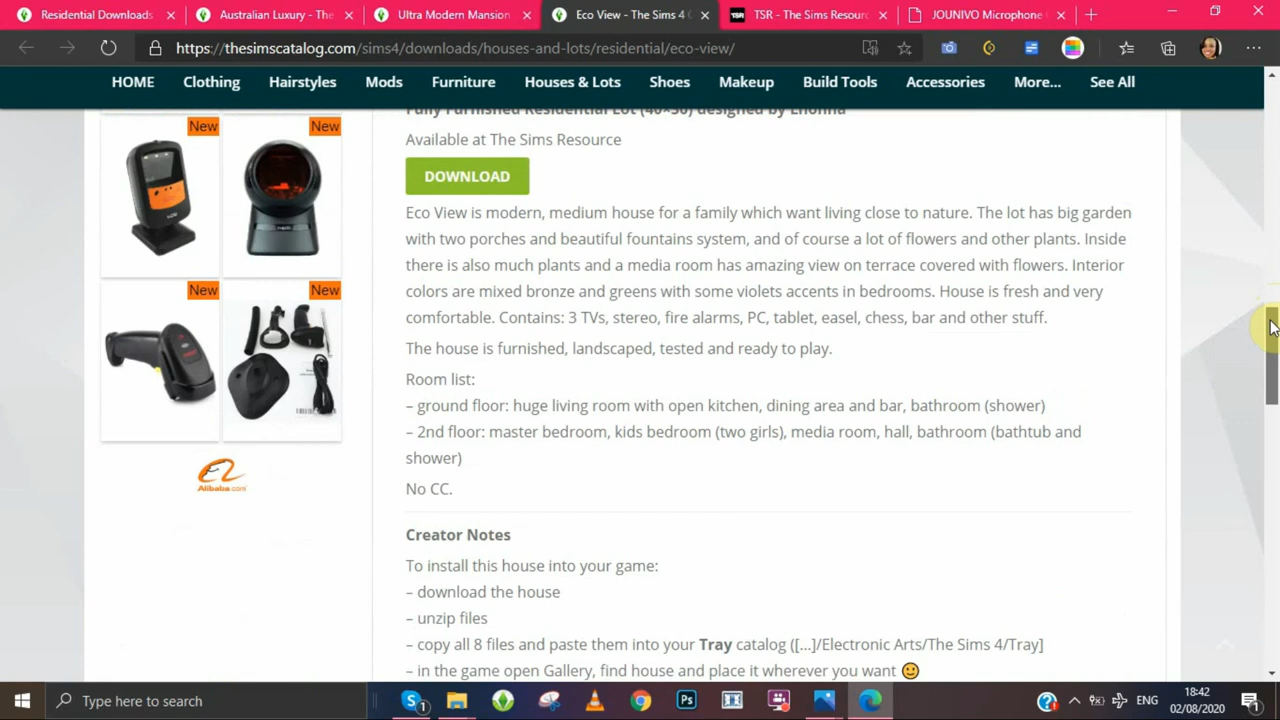 Residential Downloads
Australian Luxury - The
Ultra Modern Mansion
Eco View - The Sims 4
TSR - The Sims Resourc
JOUNIVO Microphone
https://thesimscatalog.com/sims4/downloads/houses-and-lots/residential/eco-view/
HOME Clothing Hairstyles Mods Furniture Houses & Lots Shoes Makeup Build Tools Accessories More... See All
New
New
New
New
Alibaba.com
Fully Furnished Residential Lot (40×30) designed by Lhonna
Available at The Sims Resource
DOWNLOAD
Eco View is modern, medium house for a family which want living close to nature. The lot has big garden
with two porches and beautiful fountains system, and of course a lot of flowers and other plants. Inside
there is also much plants and a media room has amazing view on terrace covered with flowers. Interior
colors are mixed bronze and greens with some violets accents in bedrooms. House is fresh and very
comfortable. Contains: 3 TVs, stereo, fire alarms, PC, tablet, easel, chess, bar and other stuff.
The house is furnished, landscaped, tested and ready to play.
Room list:
– ground floor: huge living room with open kitchen, dining area and bar, bathroom (shower)
– 2nd floor: master bedroom, kids bedroom (two girls), media room, hall, bathroom (bathtub and
shower)
No CC.
Creator Notes
To install this house into your game:
– download the house
– unzip files
– copy all 8 files and paste them into your Tray catalog ([...]/Electronic Arts/The Sims 4/Tray]
– in the game open Gallery, find house and place it wherever you want
Type here to search
ENG
18:42
02/08/2020